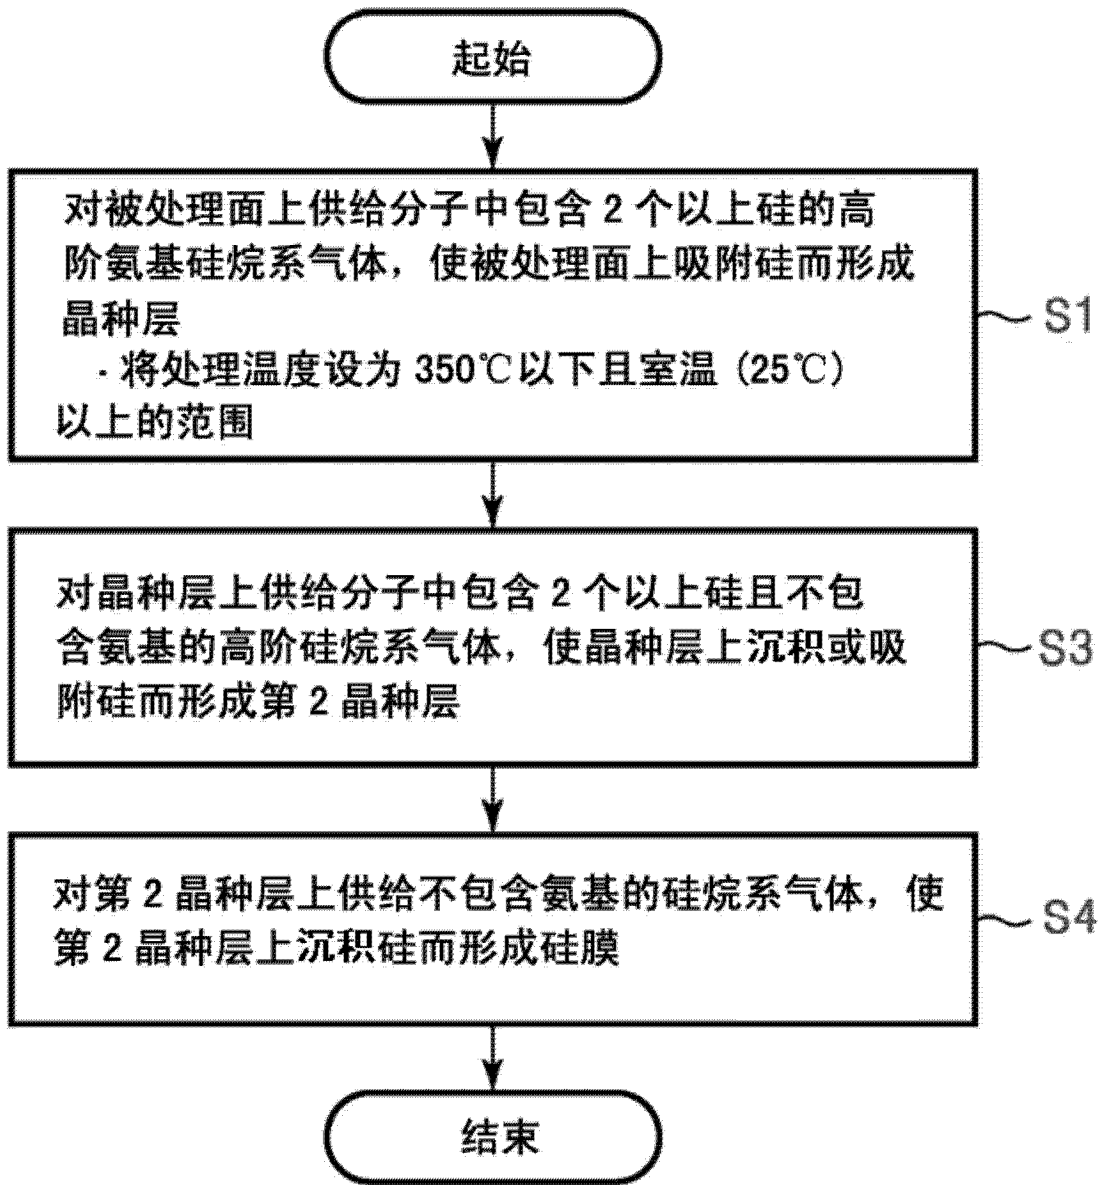 起始
对被处理面上供给分子中包含 2 个以上硅的高
阶氨基硅烷系气体，使被处理面上吸附硅而形成
晶种层
· 将处理温度设为 350℃以下且室温 (25℃)
以上的范围
S1
对晶种层上供给分子中包含 2 个以上硅且不包
含氨基的高阶硅烷系气体，使晶种层上沉积或吸
附硅而形成第 2 晶种层
S3
对第 2 晶种层上供给不包含氨基的硅烷系气体，使
第 2 晶种层上沉积硅而形成硅膜
S4
结束